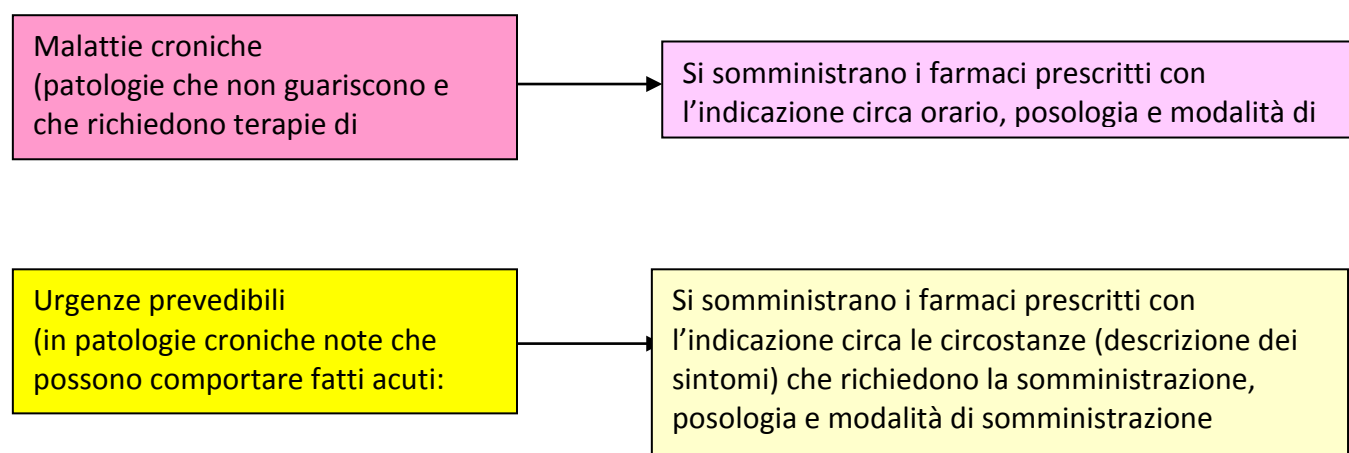 Malattie croniche
(patologie che non guariscono e
che richiedono terapie di
Si somministrano i farmaci prescritti con
l’indicazione circa orario, posologia e modalità di
Urgenze prevedibili
(in patologie croniche note che
possono comportare fatti acuti:
Si somministrano i farmaci prescritti con
l’indicazione circa le circostanze (descrizione dei
sintomi) che richiedono la somministrazione,
posologia e modalità di somministrazione